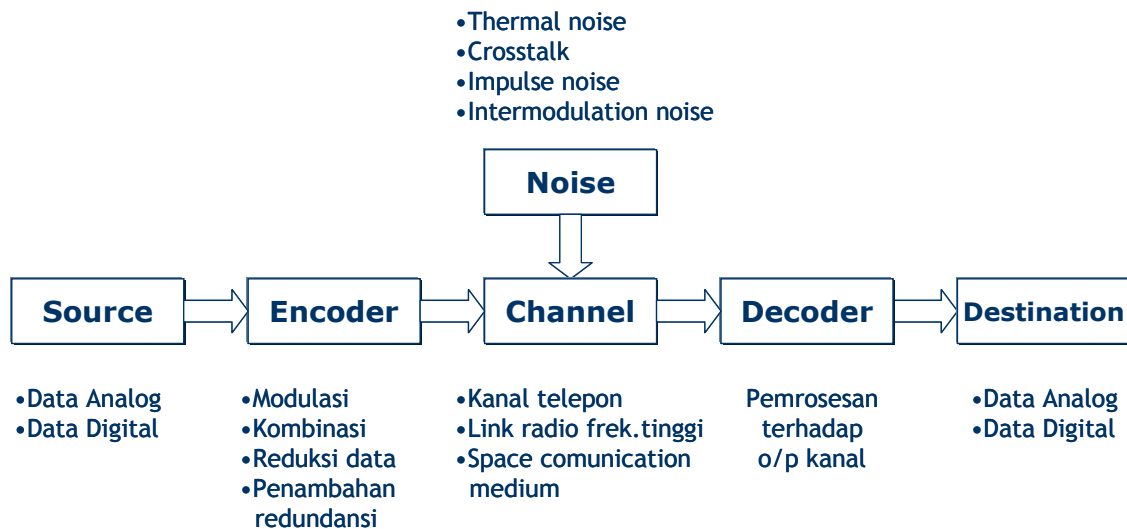 •Thermal noise
•Crosstalk
•Impulse noise
•Intermodulation noise
Noise
Source
Encoder
Channel
Decoder
Destination
•Data Analog
•Data Digital
•Modulasi
•Kombinasi
•Reduksi data
•Penambahan
redundansi
•Kanal telepon
•Link radio frek.tinggi
•Space comunication
medium
Pemrosesan
terhadap
o/p kanal
•Data Analog
•Data Digital